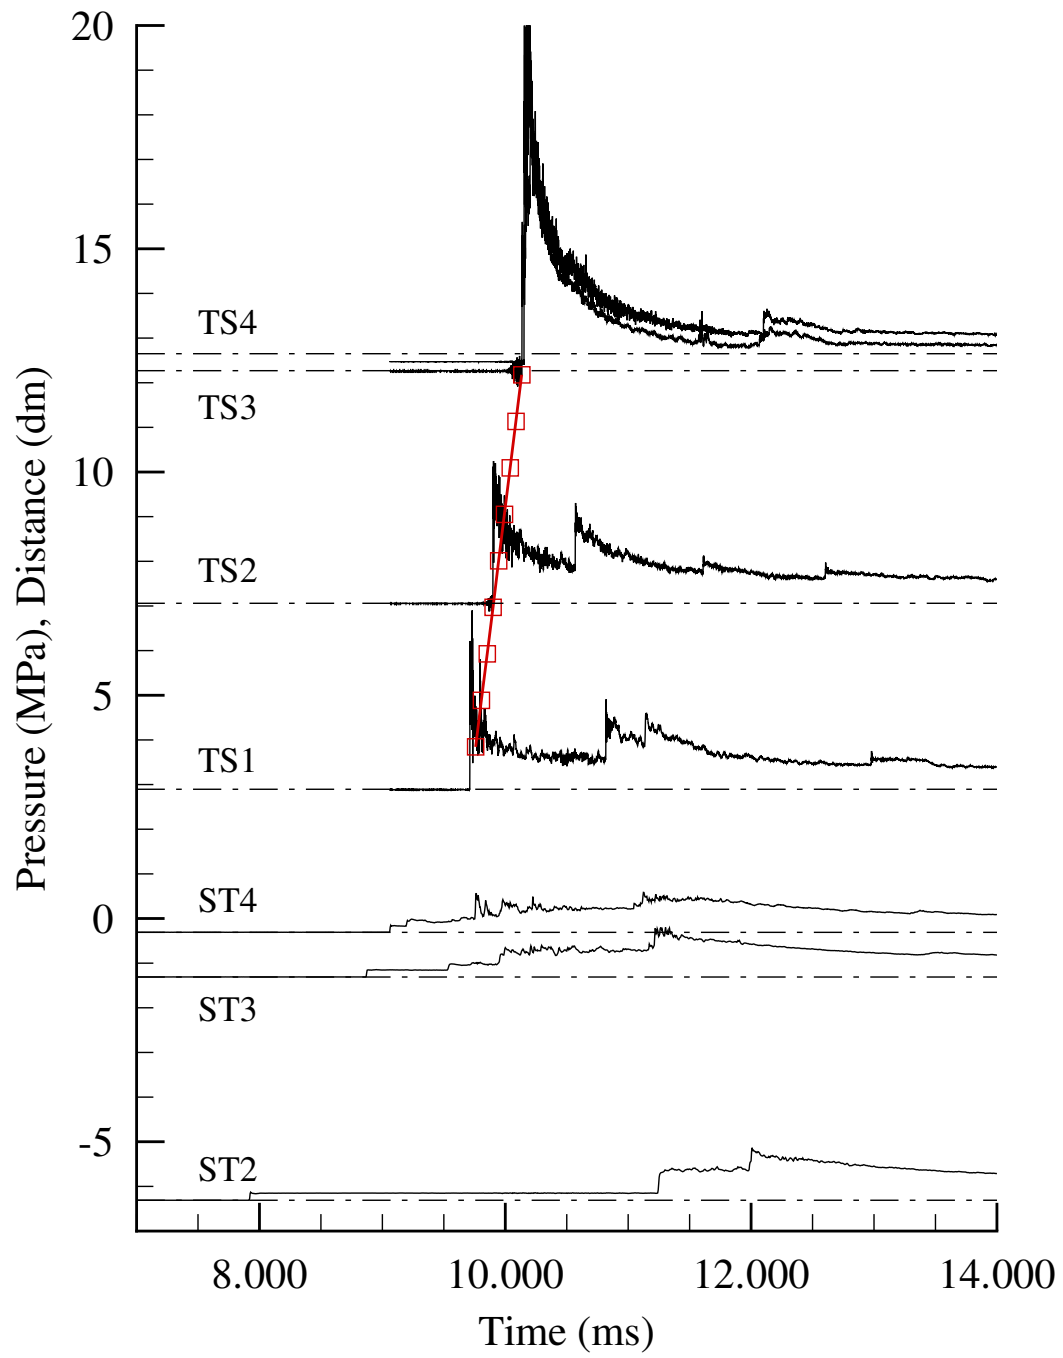 20
15
TS4
TS3
10
TS2
5
TS1
ST4
0
ST3
-5
ST2
8.000 10.000 12.000 14.000
Time (ms)
Pressure (MPa), Distance (dm)